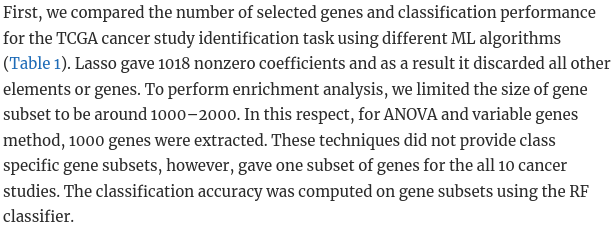 First, we compared the number of selected genes and classification performance
for the TCGA cancer study identification task using different ML algorithms
(Table 1). Lasso gave 1018 nonzero coefficients and as a result it discarded all other
elements or genes. To perform enrichment analysis, we limited the size of gene
subset to be around 1000–2000. In this respect, for ANOVA and variable genes
method, 1000 genes were extracted. These techniques did not provide class
specific gene subsets, however, gave one subset of genes for the all 10 cancer
studies. The classification accuracy was computed on gene subsets using the RF
classifier.